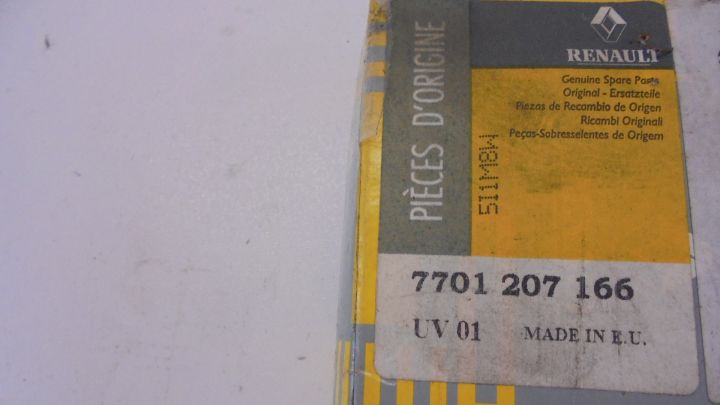 RENAULT
PIÈCES D'ORIGINE
Genuine Spare Parts
Original - Ersatzteile
Piezas de Recambio de Origen
Ricambi Originali
Peças-Sobresselentes de Origem
511M8W
7701 207 166
UV 01 MADE IN E.U.